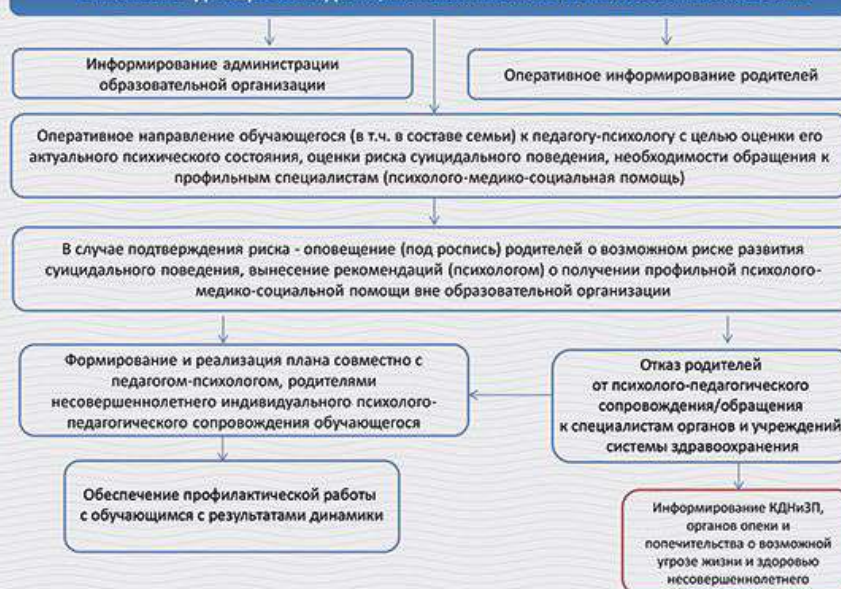 Информирование администрации
образовательной организации
Оперативное информирование родителей
Оперативное направление обучающегося (в т.ч. в составе семьи) к педагогу-психологу с целью оценки его
актуального психического состояния, оценки риска суицидального поведения, необходимости обращения к
профильным специалистам (психолого-медико-социальная помощь)
В случае подтверждения риска - оповещение (под роспись) родителей о возможном риске развития
суицидального поведения, вынесение рекомендаций (психологом) о получении профильной психолого-
медико-социальной помощи вне образовательной организации
Формирование и реализация плана совместно с
педагогом-психологом, родителями
несовершеннолетнего индивидуального психолого-
педагогического сопровождения обучающегося
Отказ родителей
от психолого-педагогического
сопровождения/обращения
к специалистам органов и учреждений
системы здравоохранения
Обеспечение профилактической работы
с обучающимся с результатами динамики
Информирование КДНиЗП,
органов опеки и
попечительства о возможной
угрозе жизни и здоровью
несовершеннолетнего